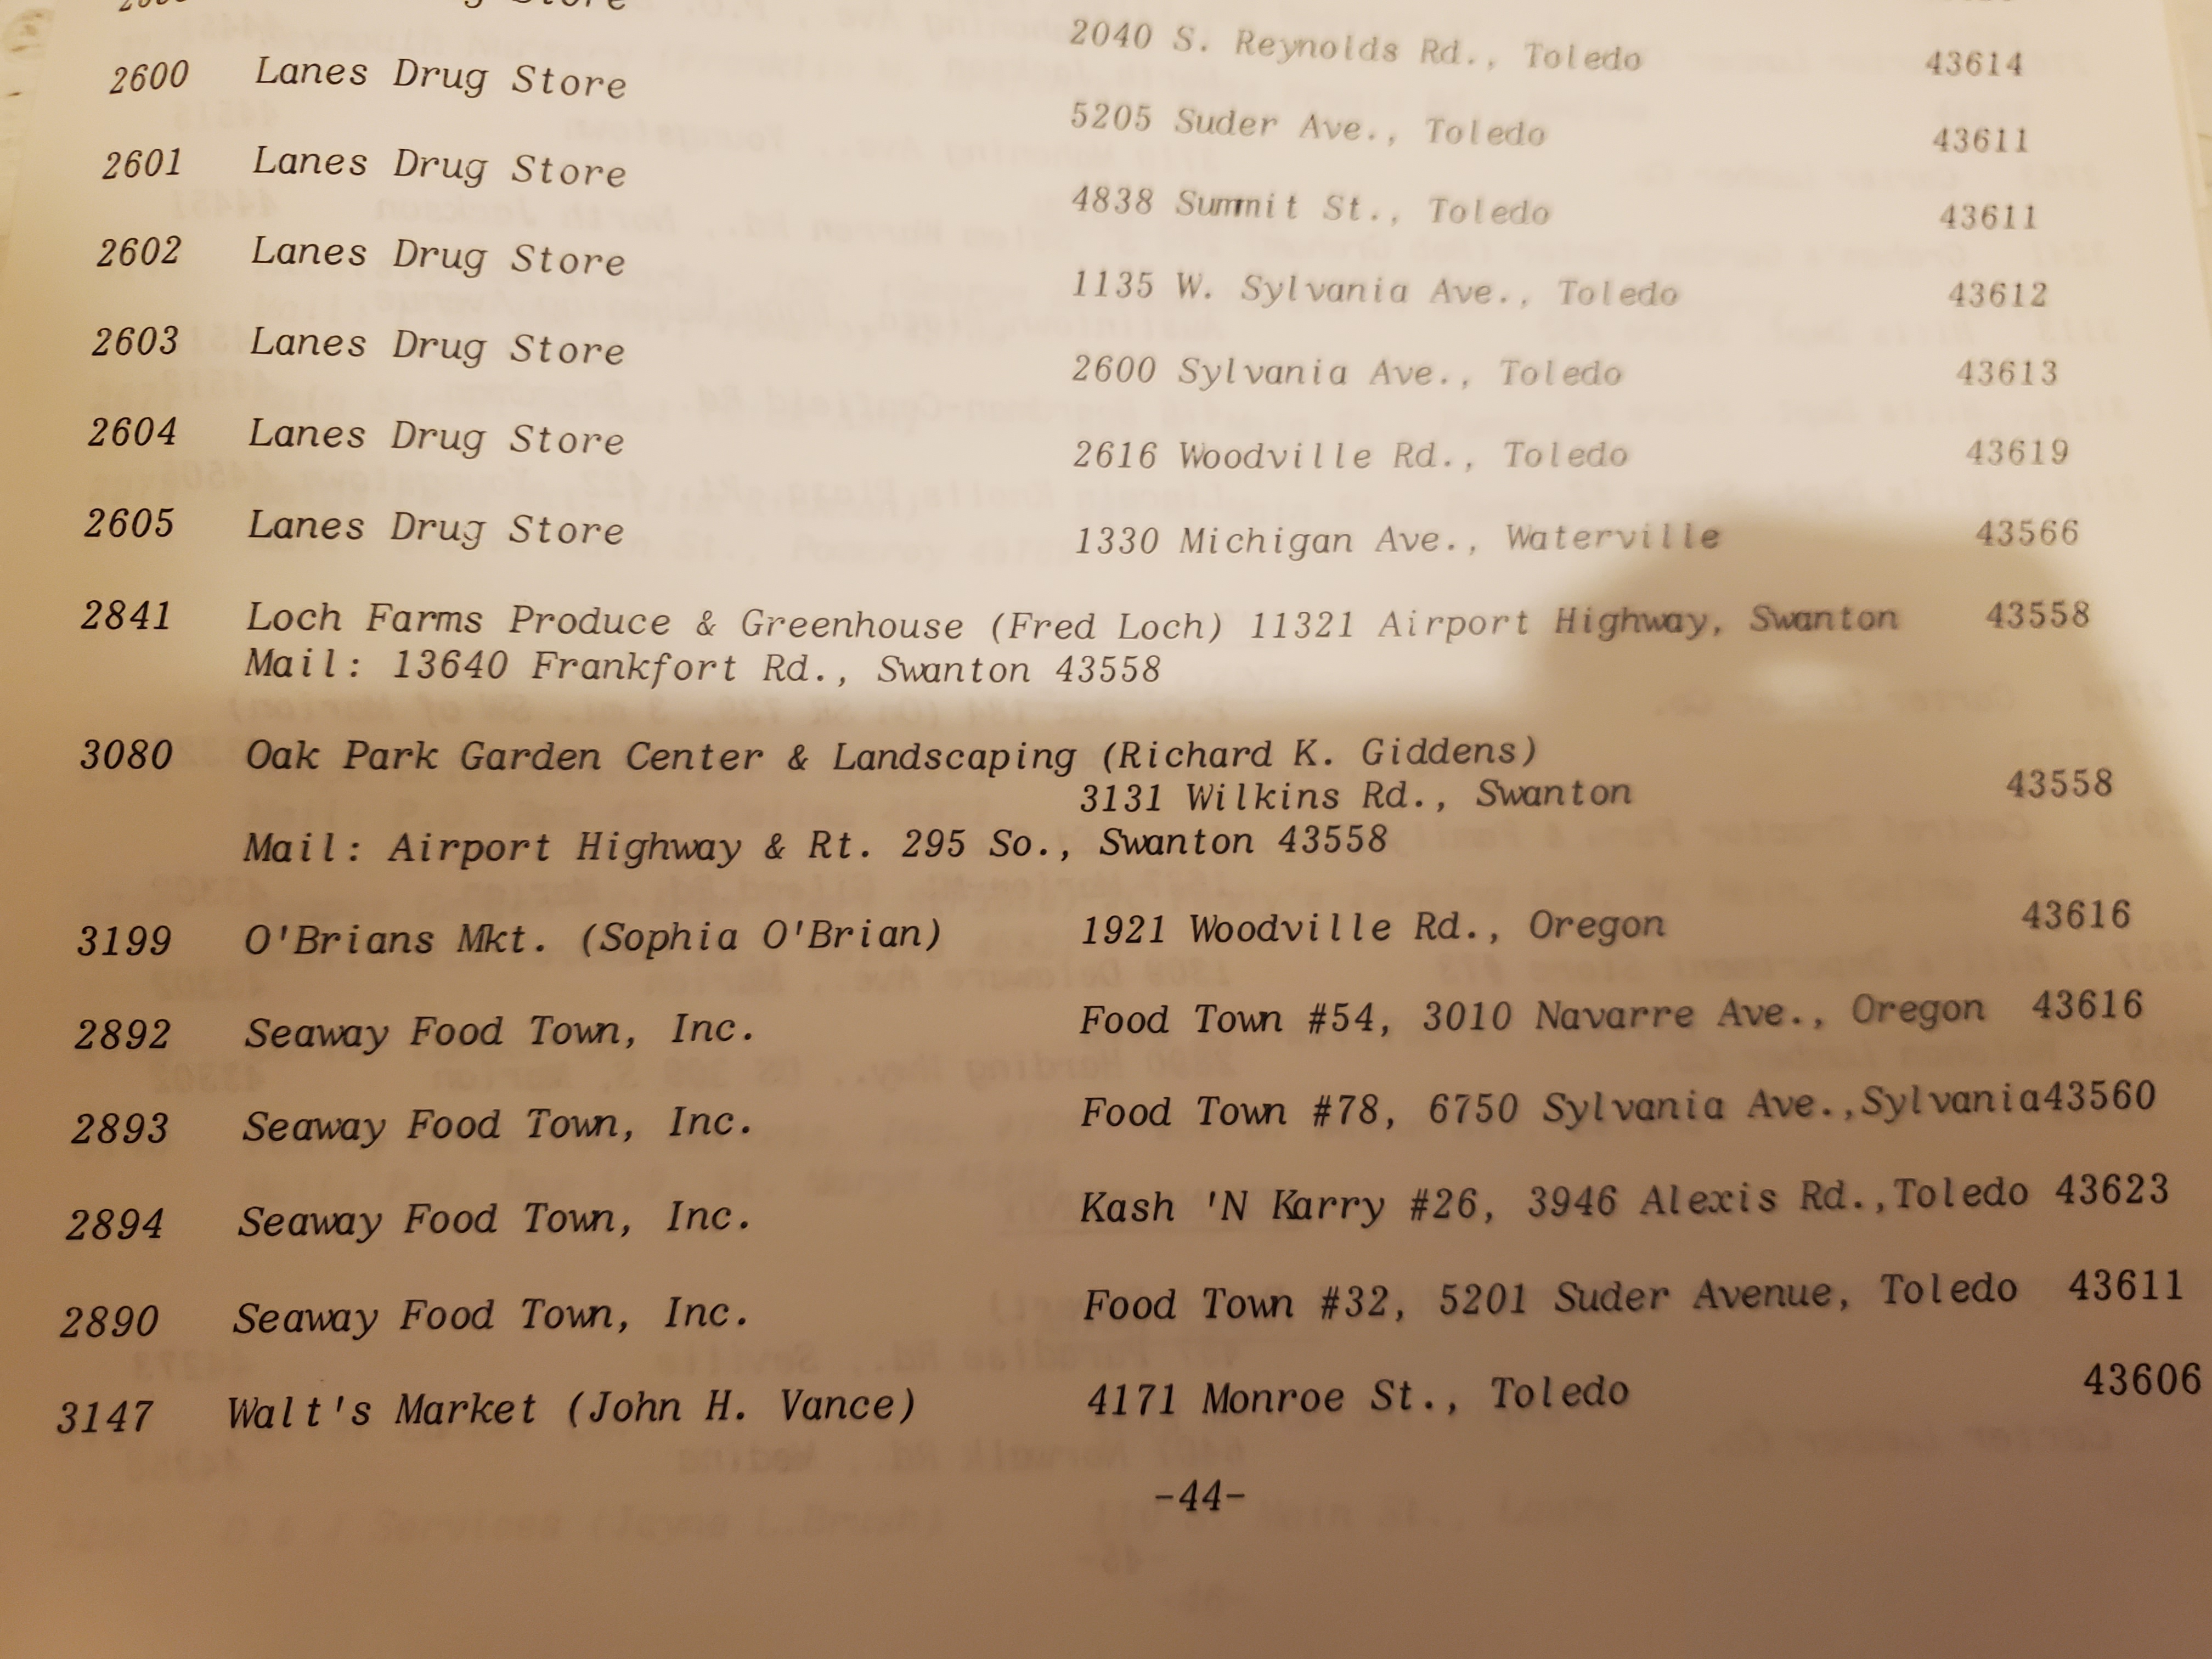 2040 S. Reynolds Rd., Toledo 43614
2600 Lanes Drug Store 5205 Suder Ave., Toledo 43611
2601 Lanes Drug Store 4838 Summit St., Toledo 43611
2602 Lanes Drug Store 1135 W. Sylvania Ave., Toledo 43612
2603 Lanes Drug Store 2600 Sylvania Ave., Toledo 43613
2604 Lanes Drug Store 2616 Woodville Rd., Toledo 43619
2605 Lanes Drug Store 1330 Michigan Ave., Waterville 43566
2841 Loch Farms Produce & Greenhouse (Fred Loch) 11321 Airport Highway, Swanton 43558
Mail: 13640 Frankfort Rd., Swanton 43558
3080 Oak Park Garden Center & Landscaping (Richard K. Giddens)
3131 Wilkins Rd., Swanton 43558
Mail: Airport Highway & Rt. 295 So., Swanton 43558
3199 O'Brians Mkt. (Sophia O'Brian) 1921 Woodville Rd., Oregon 43616
2892 Seaway Food Town, Inc. Food Town #54, 3010 Navarre Ave., Oregon 43616
2893 Seaway Food Town, Inc. Food Town #78, 6750 Sylvania Ave.,Sylvania43560
2894 Seaway Food Town, Inc. Kash 'N Karry #26, 3946 Alexis Rd.,Toledo 43623
2890 Seaway Food Town, Inc. Food Town #32, 5201 Suder Avenue, Toledo 43611
3147 Walt's Market (John H. Vance) 4171 Monroe St., Toledo 43606
-44-